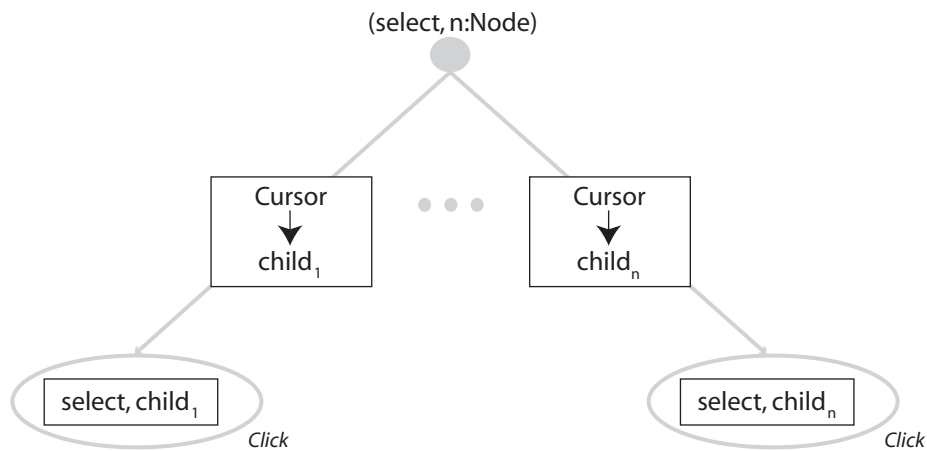 (select, n:Node)
Cursor
child₁
Cursor
childₙ
select, child₁
Click
select, childₙ
Click